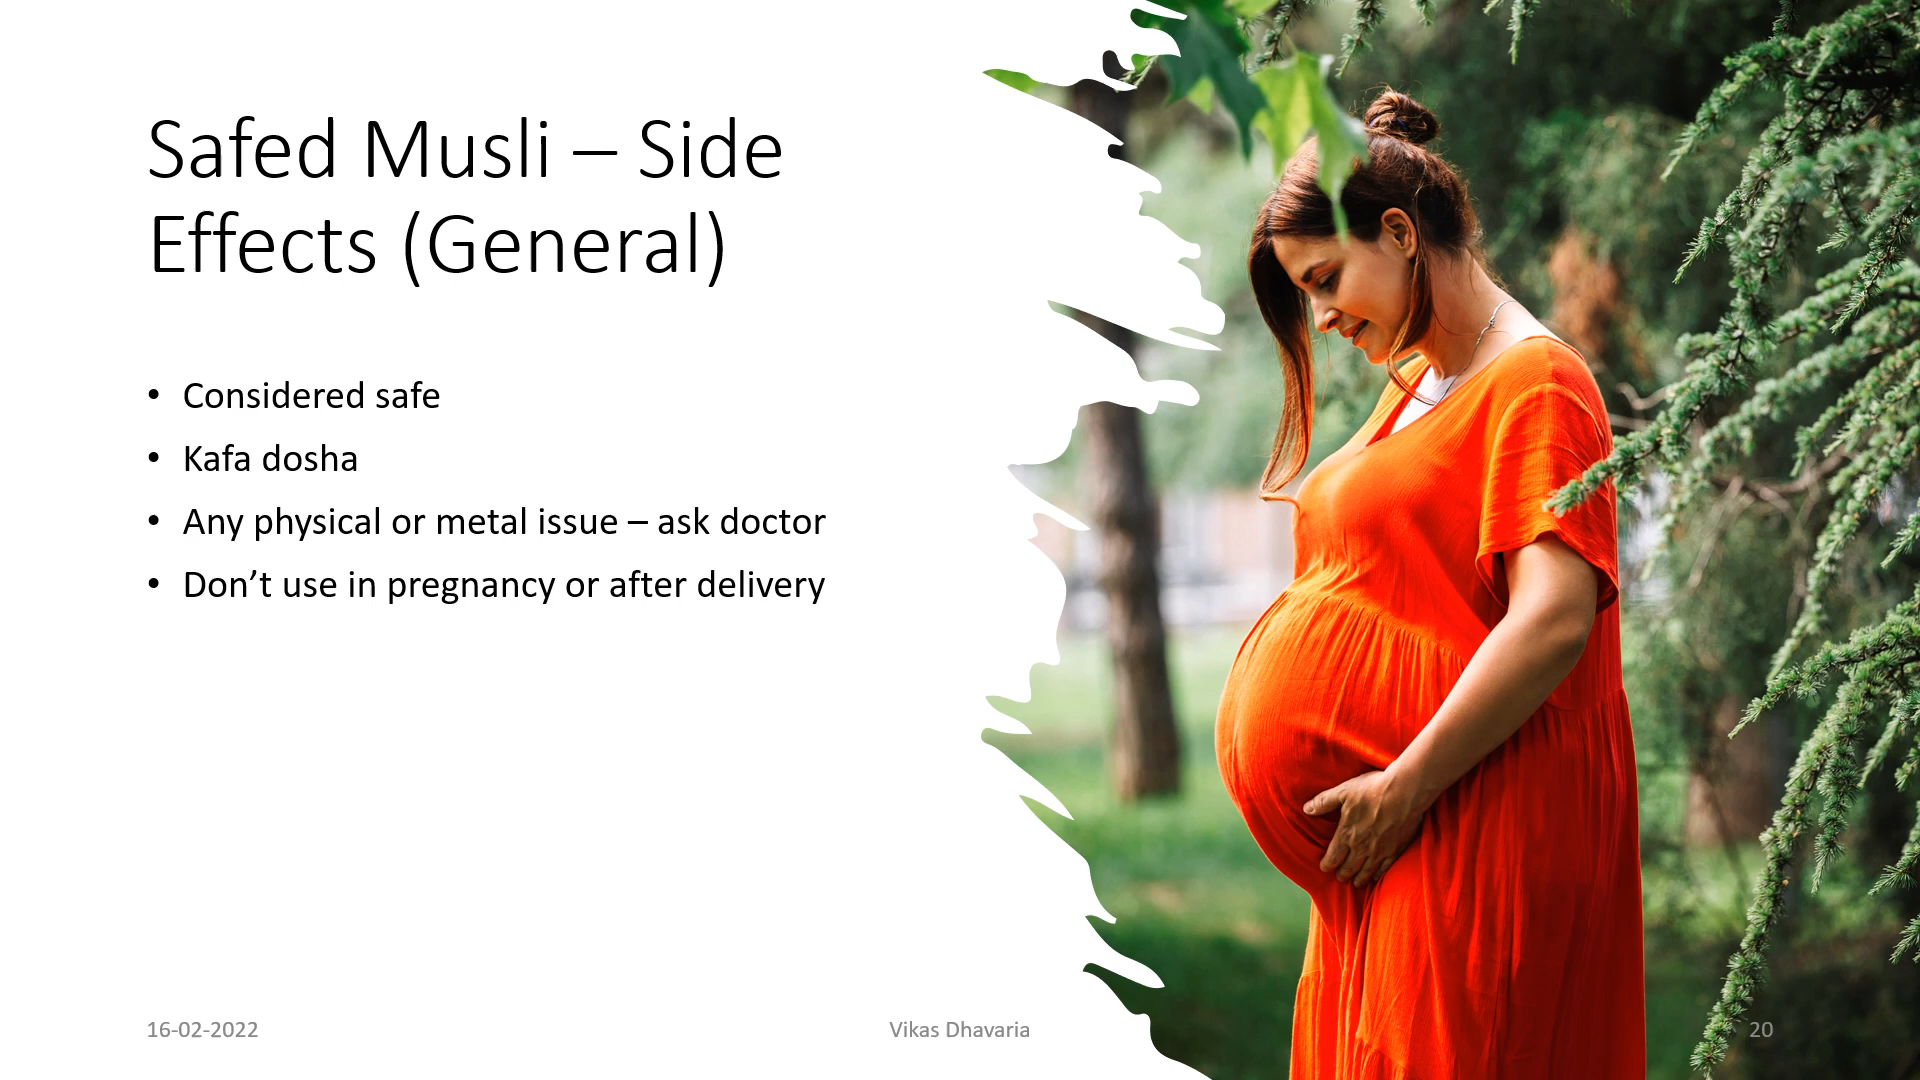 Safed Musli – Side
Effects (General)
• Considered safe
• Kafa dosha
• Any physical or metal issue – ask doctor
• Don’t use in pregnancy or after delivery
16-02-2022
Vikas Dhavaria
20